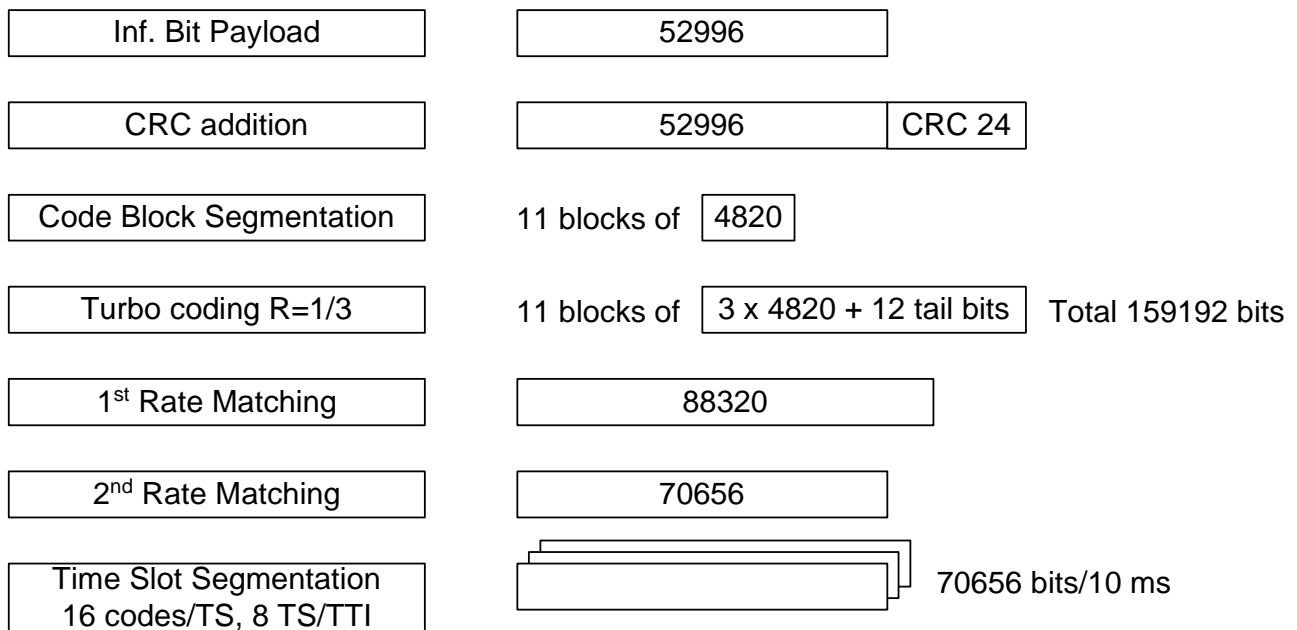 Inf. Bit Payload 52996
CRC addition 52996 CRC 24
Code Block Segmentation 11 blocks of 4820
Turbo coding R=1/3 11 blocks of 3 x 4820 + 12 tail bits Total 159192 bits
1st Rate Matching 88320
2nd Rate Matching 70656
Time Slot Segmentation
16 codes/TS, 8 TS/TTI
70656 bits/10 ms